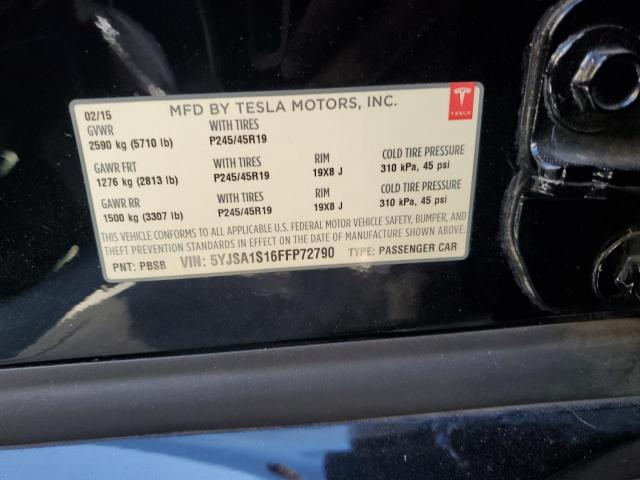 02/15 MFD BY TESLA MOTORS, INC. TESLA
GVWR WITH TIRES
2590 kg (5710 lb) P245/45R19
GAWR FRT WITH TIRES RIM COLD TIRE PRESSURE
1276 kg (2813 lb) P245/45R19 19X8 J 310 kPa, 45 psi
GAWR RR WITH TIRES RIM COLD TIRE PRESSURE
1500 kg (3307 lb) P245/45R19 19X8 J 310 kPa, 45 psi
THIS VEHICLE CONFORMS TO ALL APPLICABLE U.S. FEDERAL MOTOR VEHICLE SAFETY, BUMPER, AND
THEFT PREVENTION STANDARDS IN EFFECT ON THE DATE OF MANUFACTURE SHOWN ABOVE.
PNT: PBSB VIN: 5YJSA1S16FFP72790 TYPE: PASSENGER CAR